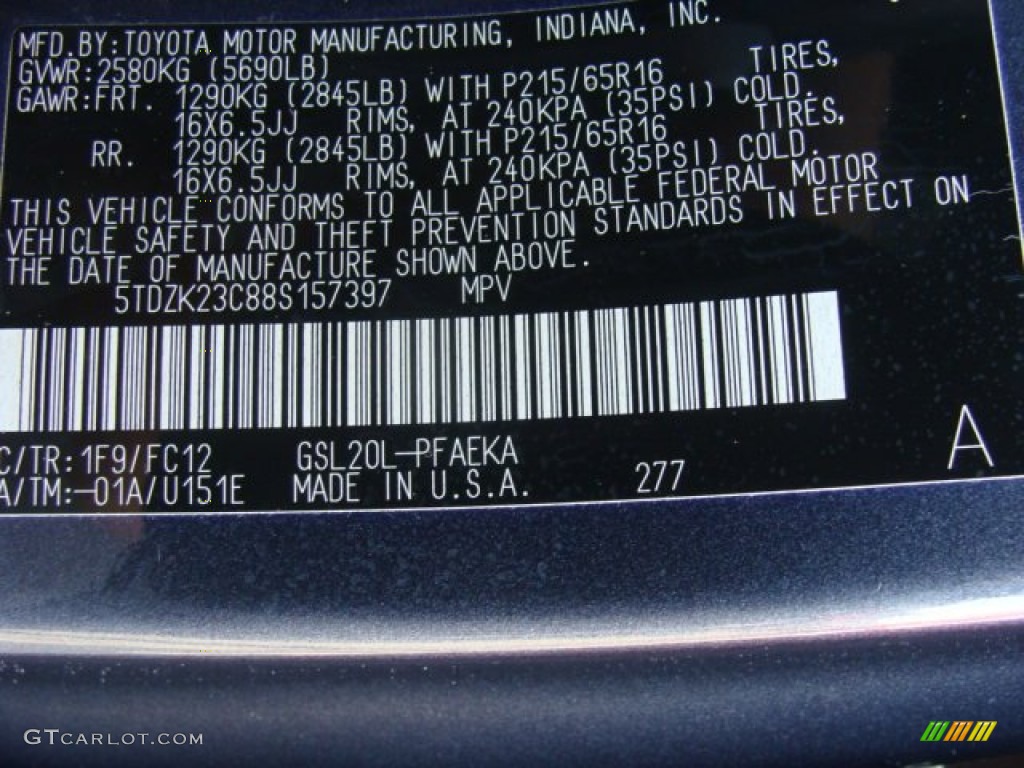 MFD.BY:TOYOTA MOTOR MANUFACTURING, INDIANA, INC.
GVWR:2580KG (5690LB)
GAWR:FRT. 1290KG (2845LB) WITH P215/65R16 TIRES,
16X6.5JJ RIMS, AT 240KPA (35PSI) COLD.
RR. 1290KG (2845LB) WITH P215/65R16 TIRES,
16X6.5JJ RIMS, AT 240KPA (35PSI) COLD.
THIS VEHICLE CONFORMS TO ALL APPLICABLE FEDERAL MOTOR
VEHICLE SAFETY AND THEFT PREVENTION STANDARDS IN EFFECT ON
THE DATE OF MANUFACTURE SHOWN ABOVE.
5TDZK23C88S157397 MPV
C/TR:1F9/FC12 GSL20L-PFAEKA
A/TM:-01A/U151E MADE IN U.S.A. 277 A
GTCARLOT.COM